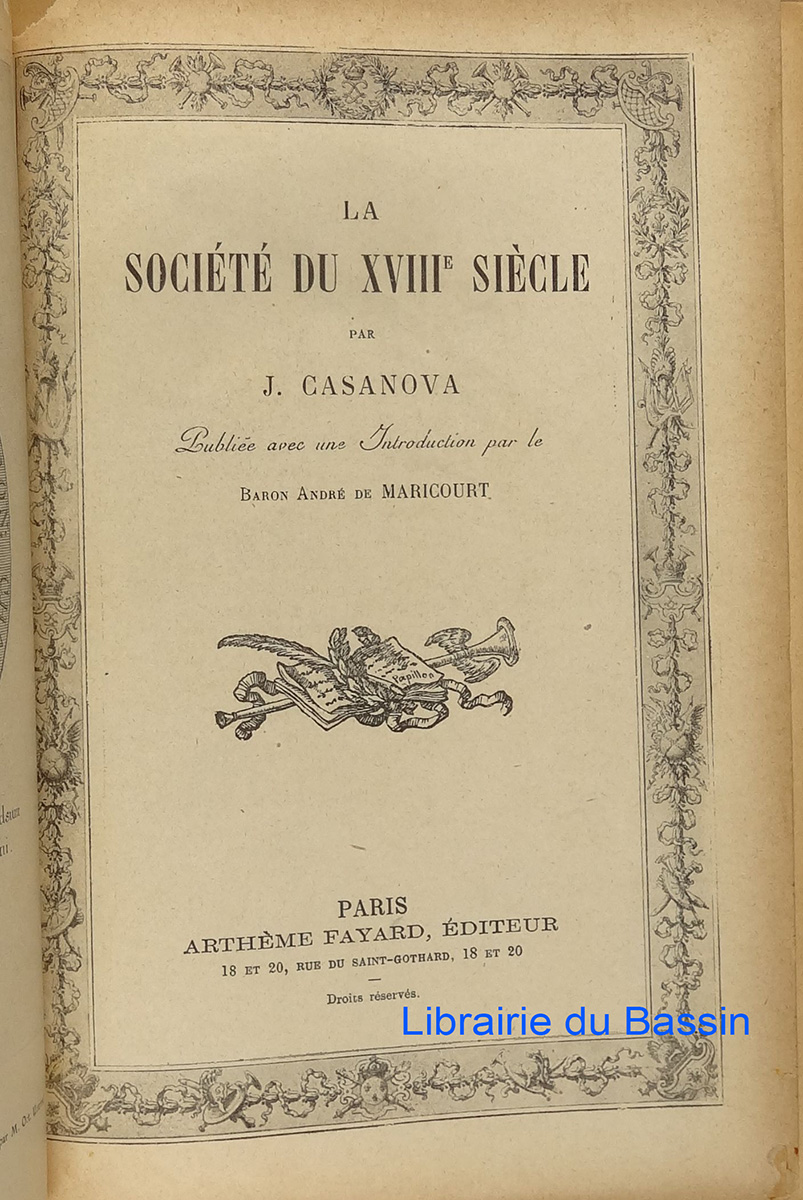 LA
SOCIÉTÉ DU XVIIIE SIÈCLE
PAR
J. CASANOVA
Publiée avec une Introduction par le
BARON ANDRÉ DE MARICOURT
Papillon
PARIS
ARTHÈME FAYARD, ÉDITEUR
18 ET 20, RUE DU SAINT-GOTHARD, 18 ET 20
Droits réservés.
Librairie du Bassin